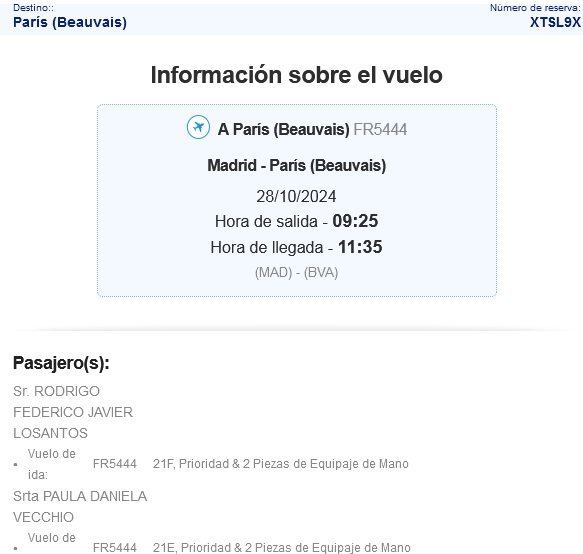 Destino::
Número de reserva:
París (Beauvais)
XTSL9X
Información sobre el vuelo
A París (Beauvais) FR5444
Madrid - París (Beauvais)
28/10/2024
Hora de salida - 09:25
Hora de llegada - 11:35
(MAD) - (BVA)
Pasajero(s):
Sr. RODRIGO
FEDERICO JAVIER
LOSANTOS
• Vuelo de
ida:
FR5444 21F, Prioridad & 2 Piezas de Equipaje de Mano
Srta PAULA DANIELA
VECCHIO
• Vuelo de
FR5444 21E, Prioridad & 2 Piezas de Equipaje de Mano